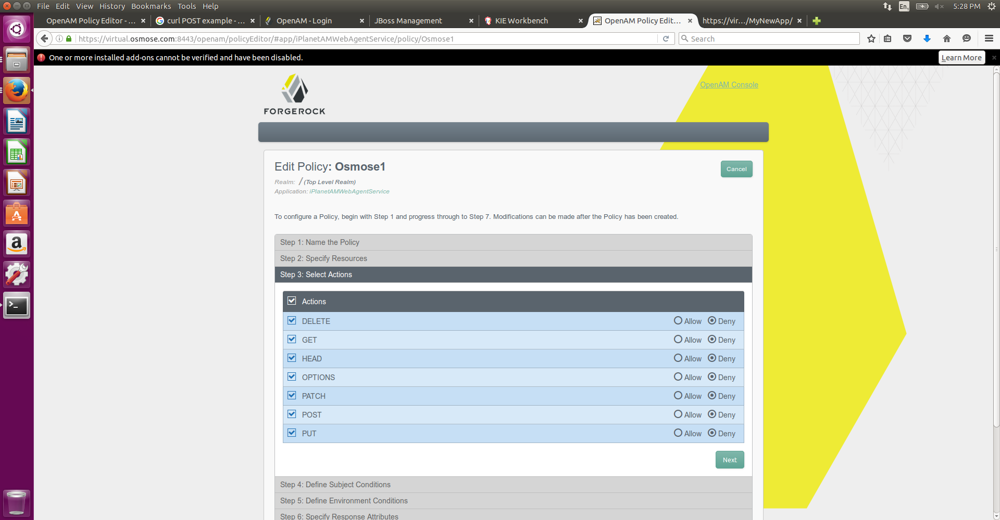 File Edit View History Bookmarks Tools Help
En1 5:28 PM
OpenAM Policy Editor - ... curl POST example - ... OpenAM - Login JBoss Management KIE Workbench OpenAM Policy Edit... https://vir.../MyNewApp/
https://virtual.osmose.com:8443/openam/policyEditor/#app/iPlanetAMWebAgentService/policy/Osmose1 Search
One or more installed add-ons cannot be verified and have been disabled. Learn More
FORGEROCK
OpenAM Console
Edit Policy: Osmose1
Cancel
Realm: / (Top Level Realm)
Application: iPlanetAMWebAgentService
To configure a Policy, begin with Step 1 and progress through to Step 7. Modifications can be made after the Policy has been created.
Step 1: Name the Policy
Step 2: Specify Resources
Step 3: Select Actions
Actions
DELETE Allow Deny
GET Allow Deny
HEAD Allow Deny
OPTIONS Allow Deny
PATCH Allow Deny
POST Allow Deny
PUT Allow Deny
Next
Step 4: Define Subject Conditions
Step 5: Define Environment Conditions
Step 6: Specify Response Attributes